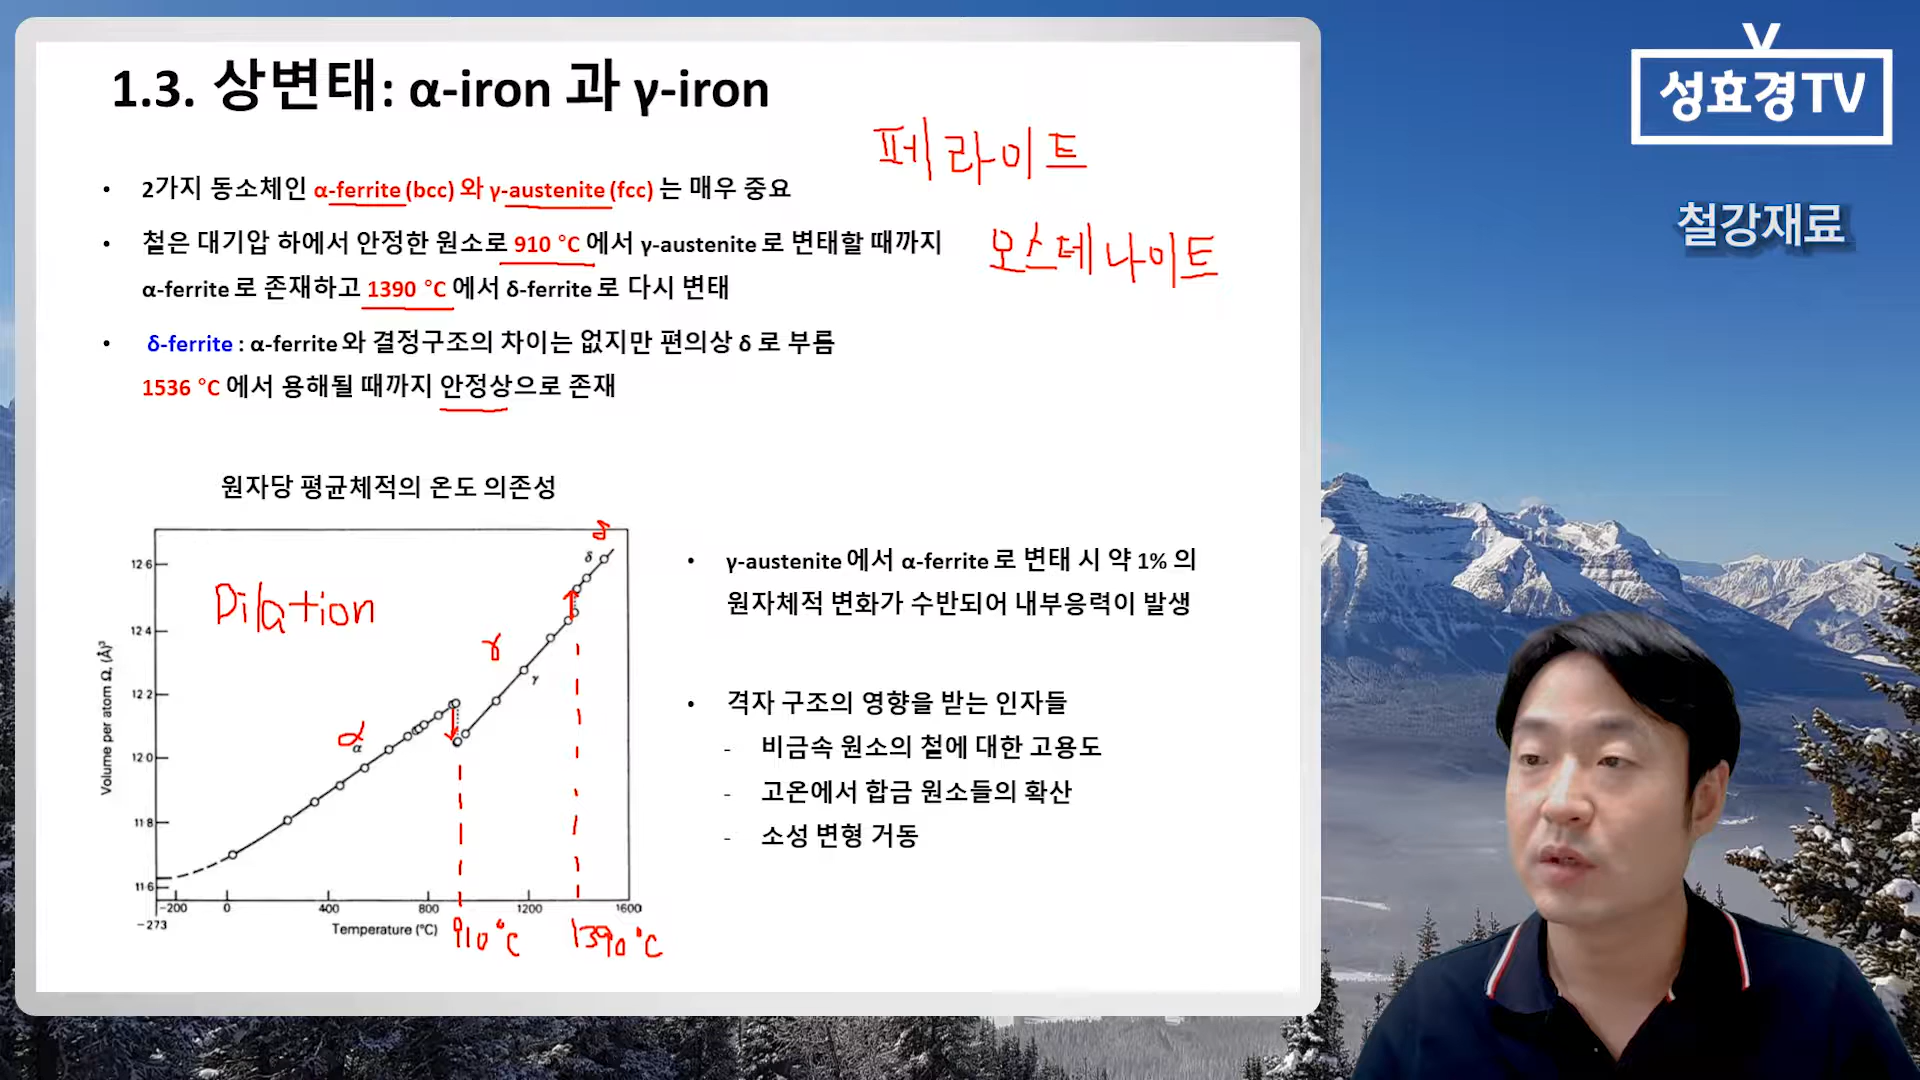 1.3. 상변태: α-iron 과 γ-iron
페라이트
오스테나이트
• 2가지 동소체인 α-ferrite (bcc) 와 γ-austenite (fcc) 는 매우 중요
• 철은 대기압 하에서 안정한 원소로 910 °C 에서 γ-austenite 로 변태할 때까지
α-ferrite 로 존재하고 1390 °C 에서 δ-ferrite 로 다시 변태
• δ-ferrite : α-ferrite 와 결정구조의 차이는 없지만 편의상 δ 로 부름
1536 °C 에서 용해될 때까지 안정상으로 존재
원자당 평균체적의 온도 의존성
Dilation
α
γ
δ
α
γ
δ
Volume per atom Ω, (Å)³
12·6
12·4
12·2
12·0
11·8
11·6
-273
-200
0
400
800
1200
1600
Temperature (°C)
910°C
1390°C
• γ-austenite 에서 α-ferrite 로 변태 시 약 1% 의
원자체적 변화가 수반되어 내부응력이 발생
• 격자 구조의 영향을 받는 인자들
- 비금속 원소의 철에 대한 고용도
- 고온에서 합금 원소들의 확산
- 소성 변형 거동
성효경TV
철강재료